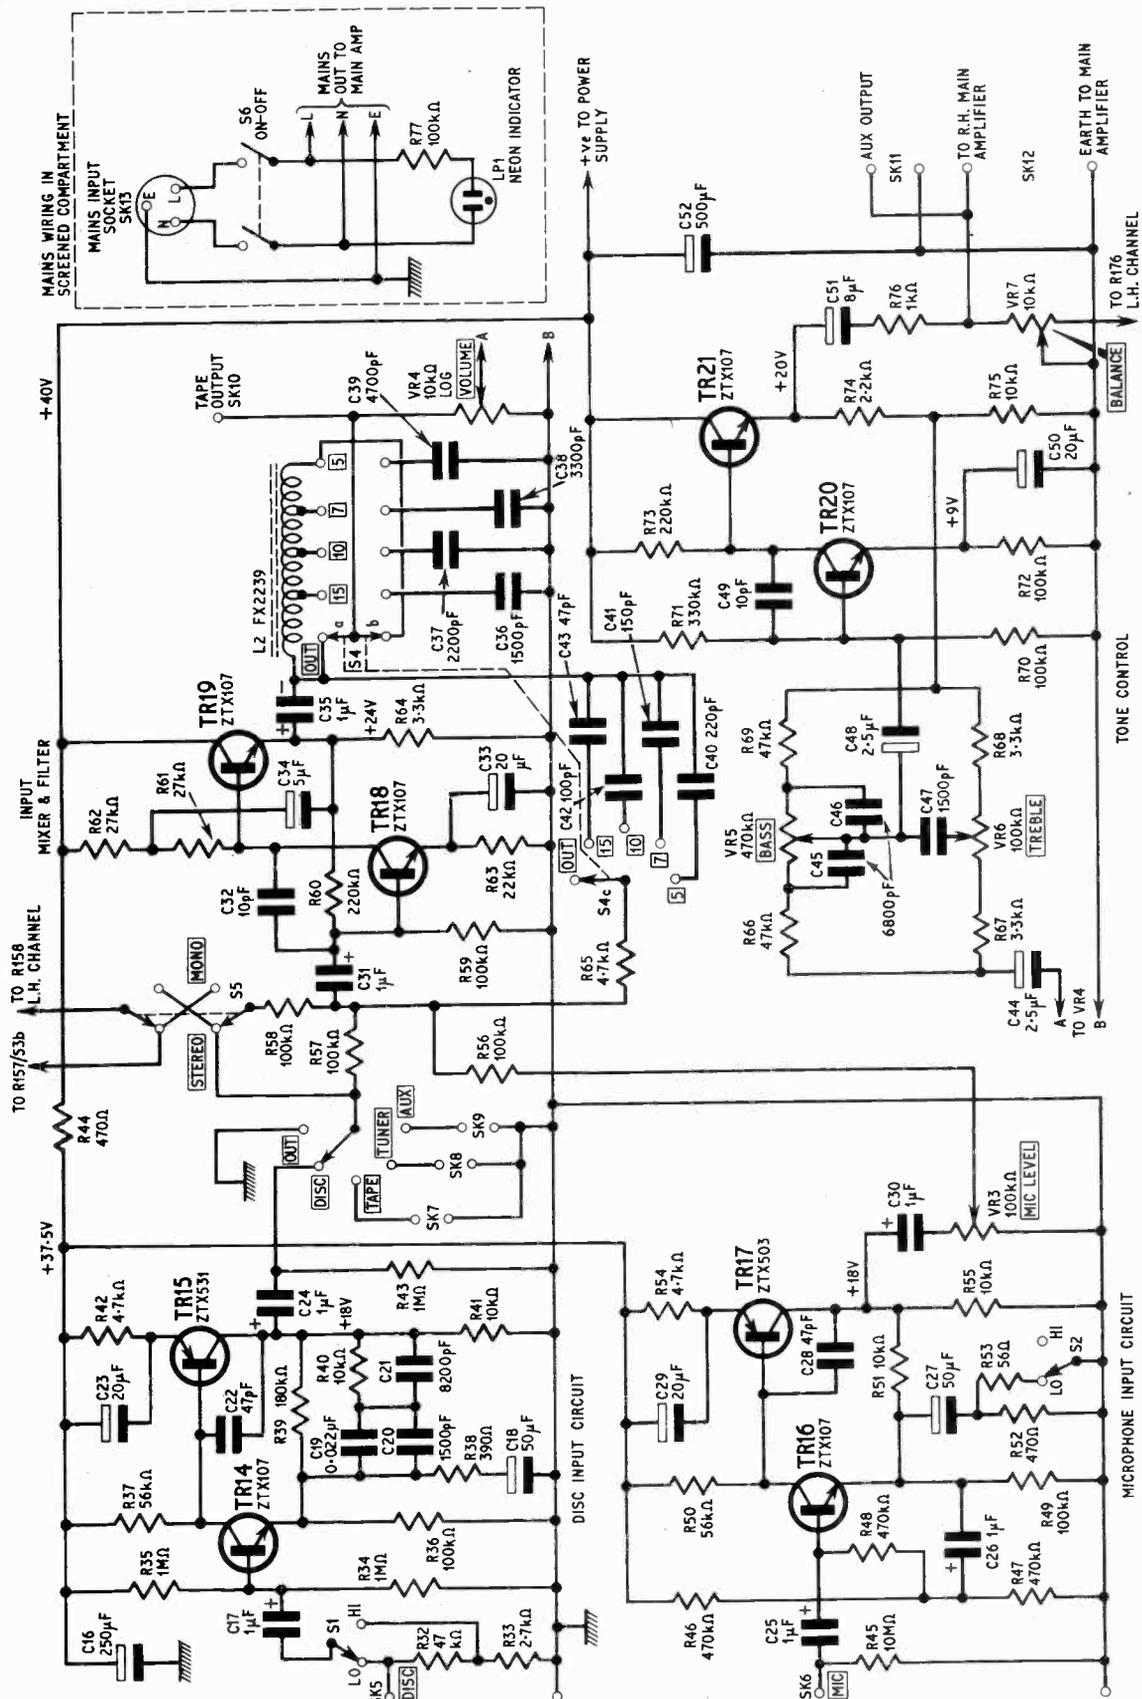 MAINS WIRING IN
SCREENED COMPARTMENT
MAINS INPUT
SOCKET
SK13
E
N
L
S6
ON-OFF
L
N
E
MAINS
OUT TO
MAIN AMP
R77
100kΩ
LP1
NEON INDICATOR
+40V
TAPE
OUTPUT
SK10
L2 FX2239
15
10
7
5
OUT
S4
a
b
C39
4700pF
VR4
10kΩ
LOG
VOLUME
A
B
C38
3300pF
C37
2200pF
C36
1500pF
C43 47pF
C41
150pF
C42 100pF
C40 220pF
OUT
15
10
7
5
S4c
R65
4·7kΩ
INPUT
MIXER & FILTER
R62
27kΩ
R61
27kΩ
TR19
ZTX107
C35
1μF
+
−
+24V
R64
3·3kΩ
C34
5μF
C32
10pF
R60
220kΩ
TR18
ZTX107
C33
20
μF
R63
22kΩ
R59
100kΩ
C31
1μF
+
TO R158
L.H. CHANNEL
TO R157/53b
MONO
STEREO
S5
R58
100kΩ
R57
100kΩ
R56
100kΩ
R44
470Ω
OUT
DISC
TAPE
TUNER
AUX
SK7
SK8
SK9
+37·5V
R42
4·7kΩ
C23
20μF
TR15
ZTX531
C24
1μF
+
+18V
R43
1MΩ
C22
47pF
R39 180kΩ
R40
10kΩ
C21
8200pF
R41
10kΩ
C19
0·022μF
C20
1500pF
R38
390Ω
C18
50μF
R37
56kΩ
TR14
ZTX107
R35
1MΩ
R36
100kΩ
R34
1MΩ
C16
250μF
C17
1μF
+
S1
HI
LO
R32
47
kΩ
R33
2·7kΩ
DISC
DISC INPUT CIRCUIT
+ve TO POWER
SUPPLY
C52
500μF
AUX OUTPUT
SK11
TO R.H. MAIN
AMPLIFIER
SK12
EARTH TO MAIN
AMPLIFIER
C51
8μF
R76
1kΩ
VR7
10kΩ
TO R176
L.H. CHANNEL
BALANCE
TR21
ZTX107
+20V
R74
2·2kΩ
R75
10kΩ
C50
20μF
R73
220kΩ
TR20
ZTX107
+9V
R72
100kΩ
C49
10pF
R71
330kΩ
R70
100kΩ
TONE CONTROL
R69
47kΩ
C48
2·5μF
R68
3·3kΩ
VR5
470kΩ
BASS
C46
C45
C47
1500pF
6800pF
VR6
100kΩ
TREBLE
R66
47kΩ
R67
3·3kΩ
C44
2·5μF
A
TO VR4
B
R54
4·7kΩ
C29
20μF
TR17
ZTX503
C30
1μF
+
+18V
VR3
100kΩ
MIC LEVEL
C28 47pF
R55
10kΩ
R51 10kΩ
C27
50μF
R53
56Ω
HI
LO
S2
R52
470Ω
R50
56kΩ
TR16
ZTX107
R48
470kΩ
R49
100kΩ
C26 1μF
+
R47
470kΩ
R46
470kΩ
C25
1μF
+
R45
10MΩ
SK6
MIC
MICROPHONE INPUT CIRCUIT